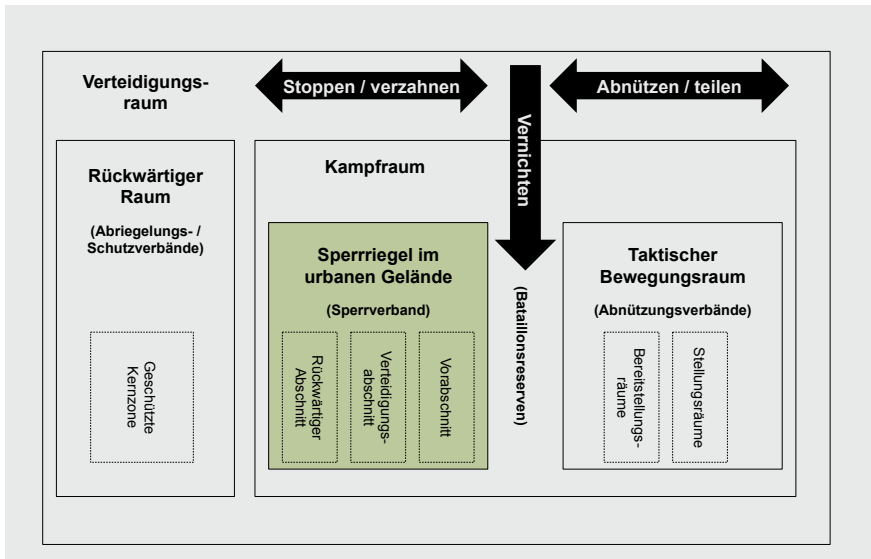 Verteidigungs-
raum
Stoppen / verzahnen
Vernichten
Abnützen / teilen
Rückwärtiger
Raum
(Abriegelungs- /
Schutzverbände)
Geschützte
Kernzone
Kampfraum
Sperrriegel im
urbanen Gelände
(Sperrverband)
Rückwärtiger
Abschnitt
Verteidigungs-
abschnitt
Vorabschnitt
(Bataillonsreserven)
Taktischer
Bewegungsraum
(Abnützungsverbände)
Bereitstellungs-
räume
Stellungsräume